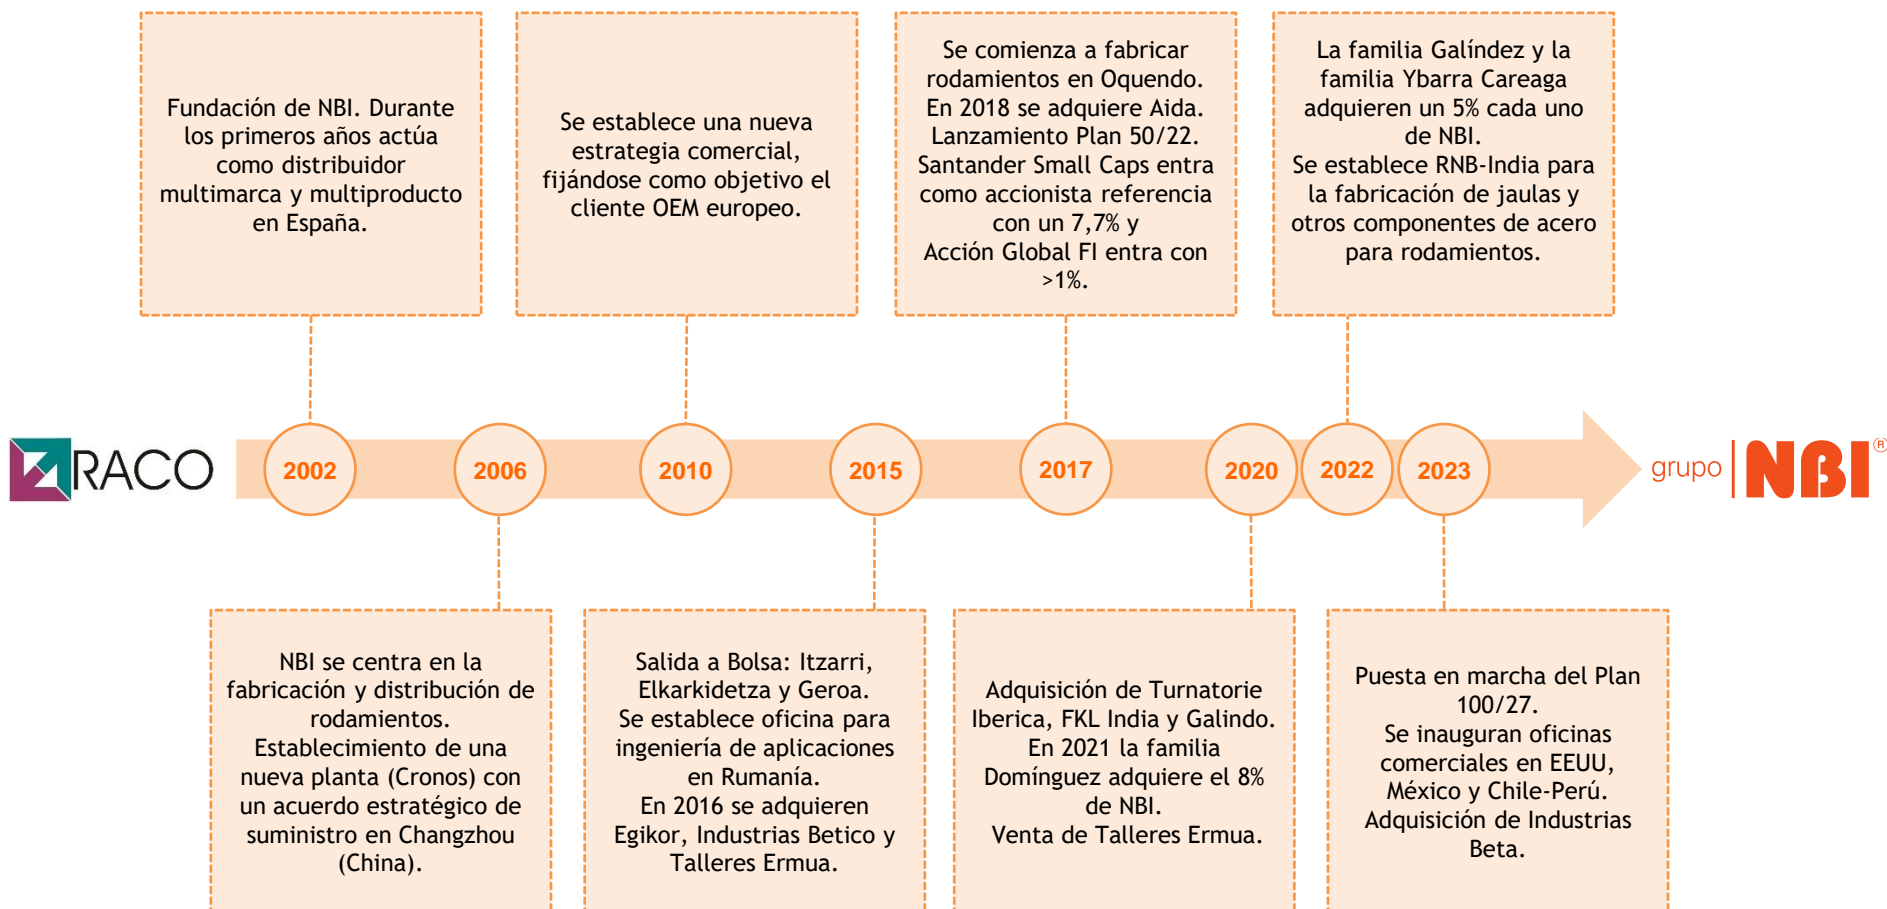 Fundación de NBI. Durante
los primeros años actúa
como distribuidor
multimarca y multiproducto
en España.
Se establece una nueva
estrategia comercial,
fijándose como objetivo el
cliente OEM europeo.
Se comienza a fabricar
rodamientos en Oquendo.
En 2018 se adquiere Aida.
Lanzamiento Plan 50/22.
Santander Small Caps entra
como accionista referencia
con un 7,7% y
Acción Global FI entra con
>1%.
La familia Galíndez y la
familia Ybarra Careaga
adquieren un 5% cada uno
de NBI.
Se establece RNB-India para
la fabricación de jaulas y
otros componentes de acero
para rodamientos.
RACO
2002
2006
2010
2015
2017
2020
2022
2023
grupo NBI®
NBI se centra en la
fabricación y distribución de
rodamientos.
Establecimiento de una
nueva planta (Cronos) con
un acuerdo estratégico de
suministro en Changzhou
(China).
Salida a Bolsa: Itzarri,
Elkarkidetza y Geroa.
Se establece oficina para
ingeniería de aplicaciones
en Rumanía.
En 2016 se adquieren
Egikor, Industrias Betico y
Talleres Ermua.
Adquisición de Turnatorie
Iberica, FKL India y Galindo.
En 2021 la familia
Domínguez adquiere el 8%
de NBI.
Venta de Talleres Ermua.
Puesta en marcha del Plan
100/27.
Se inauguran oficinas
comerciales en EEUU,
México y Chile-Perú.
Adquisición de Industrias
Beta.